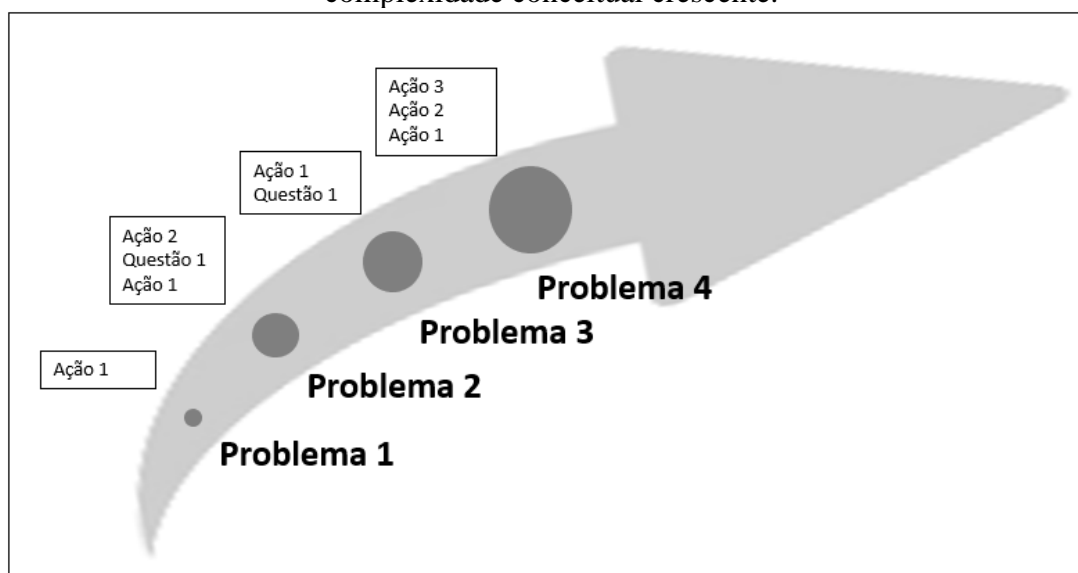 complexidade conceitual crescente.
Ação 3
Ação 2
Ação 1
Ação 1
Questão 1
Ação 2
Questão 1
Ação 1
Ação 1
Problema 4
Problema 3
Problema 2
Problema 1